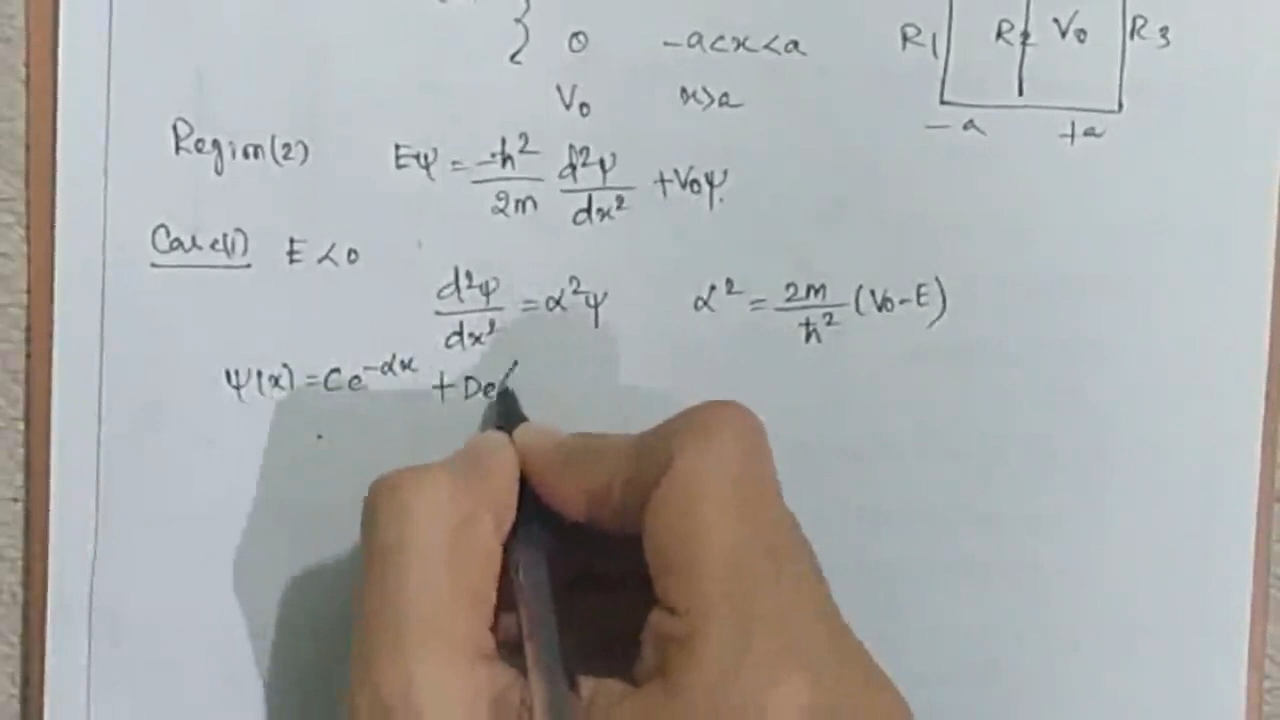 0 -a<x<a
V₀ x>a
R1 R2 V₀ R3
-a +a
Region(2) Eψ = -ħ²/2m d²ψ/dx² + V₀ψ.
Case(1) E<0
d²ψ/dx² = α²ψ α² = 2m/ħ² (V₀-E)
ψ(x) = Ce^-αx + De